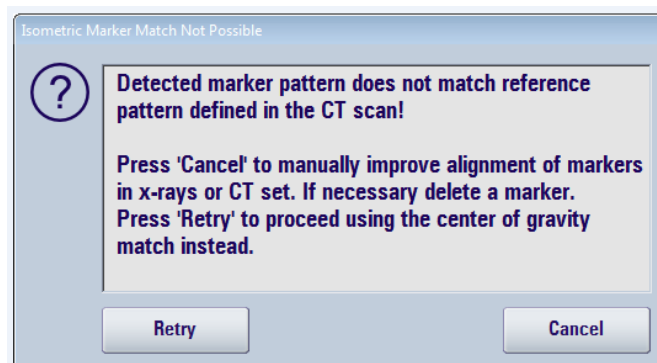 Isometric Marker Match Not Possible
Detected marker pattern does not match reference
pattern defined in the CT scan!
Press 'Cancel' to manually improve alignment of markers
in x-rays or CT set. If necessary delete a marker.
Press 'Retry' to proceed using the center of gravity
match instead.
Retry
Cancel